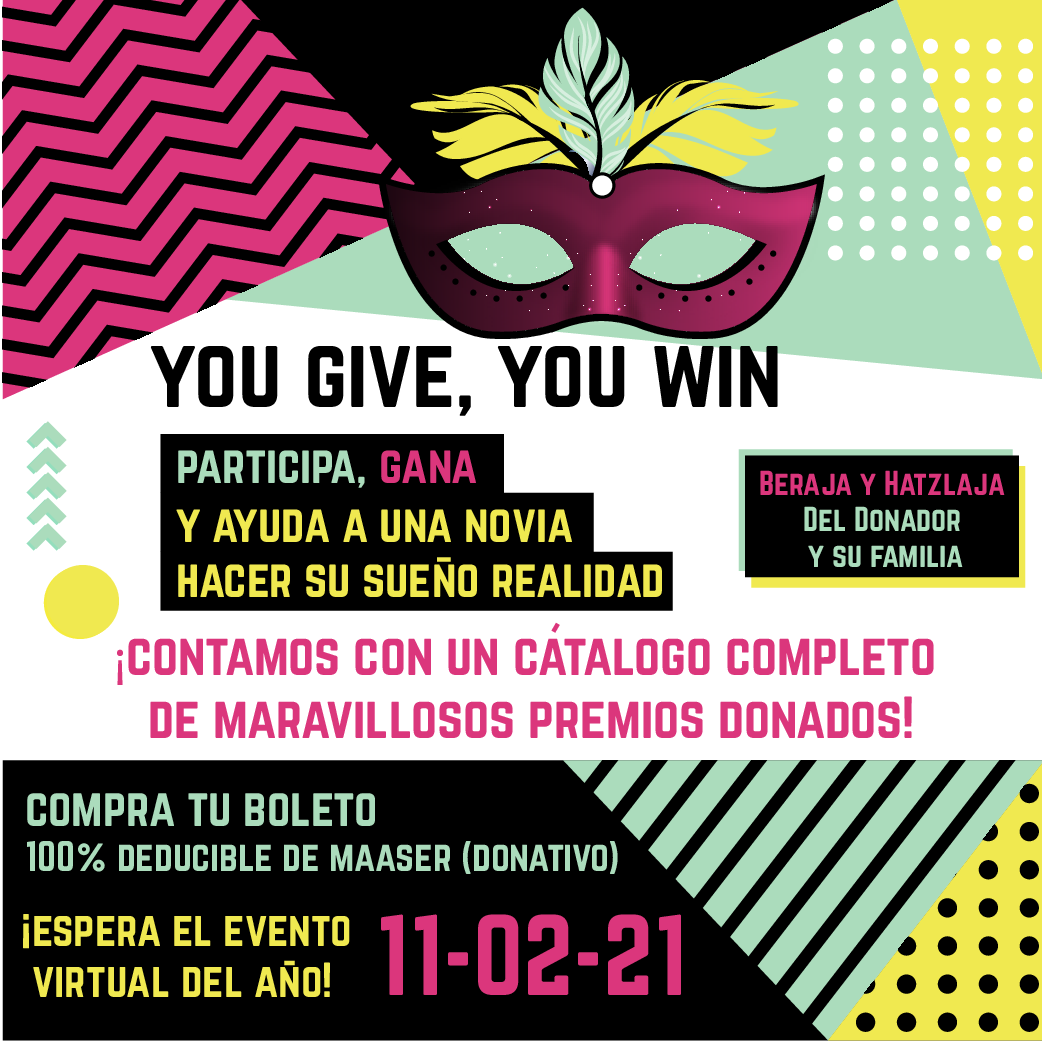 YOU GIVE, YOU WIN
PARTICIPA, GANA
Y AYUDA A UNA NOVIA
HACER SU SUEÑO REALIDAD
BERAJA Y HATZLAJA
DEL DONADOR
Y SU FAMILIA
¡CONTAMOS CON UN CÁTALOGO COMPLETO
DE MARAVILLOSOS PREMIOS DONADOS!
COMPRA TU BOLETO
100% DEDUCIBLE DE MAASER (DONATIVO)
¡ESPERA EL EVENTO
VIRTUAL DEL AÑO!
11-02-21